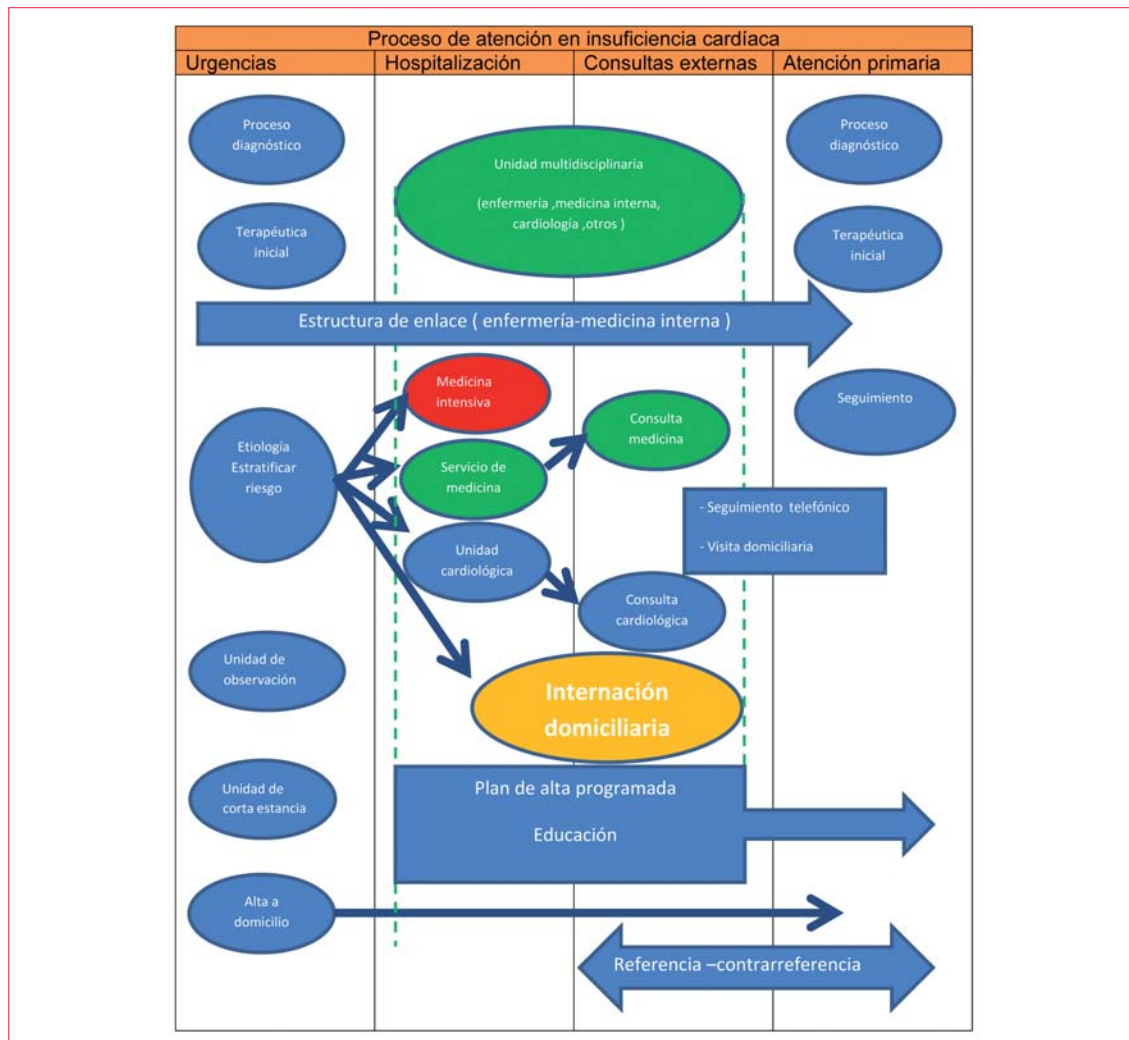 Proceso de atención en insuficiencia cardíaca
Urgencias
Hospitalización
Consultas externas
Atención primaria
Proceso
diagnóstico
Unidad multidisciplinaria
(enfermería ,medicina interna,
cardiología ,otros )
Proceso
diagnóstico
Terapéutica
inicial
Terapéutica
inicial
Estructura de enlace ( enfermería-medicina interna )
Medicina
intensiva
Seguimiento
Consulta
medicina
Etiología
Estratificar
riesgo
Servicio de
medicina
- Seguimiento telefónico
- Visita domiciliaria
Unidad
cardiológica
Consulta
cardiológica
Unidad de
observación
Internación
domiciliaria
Unidad de
corta estancia
Plan de alta programada
Educación
Alta a
domicilio
Referencia –contrarreferencia